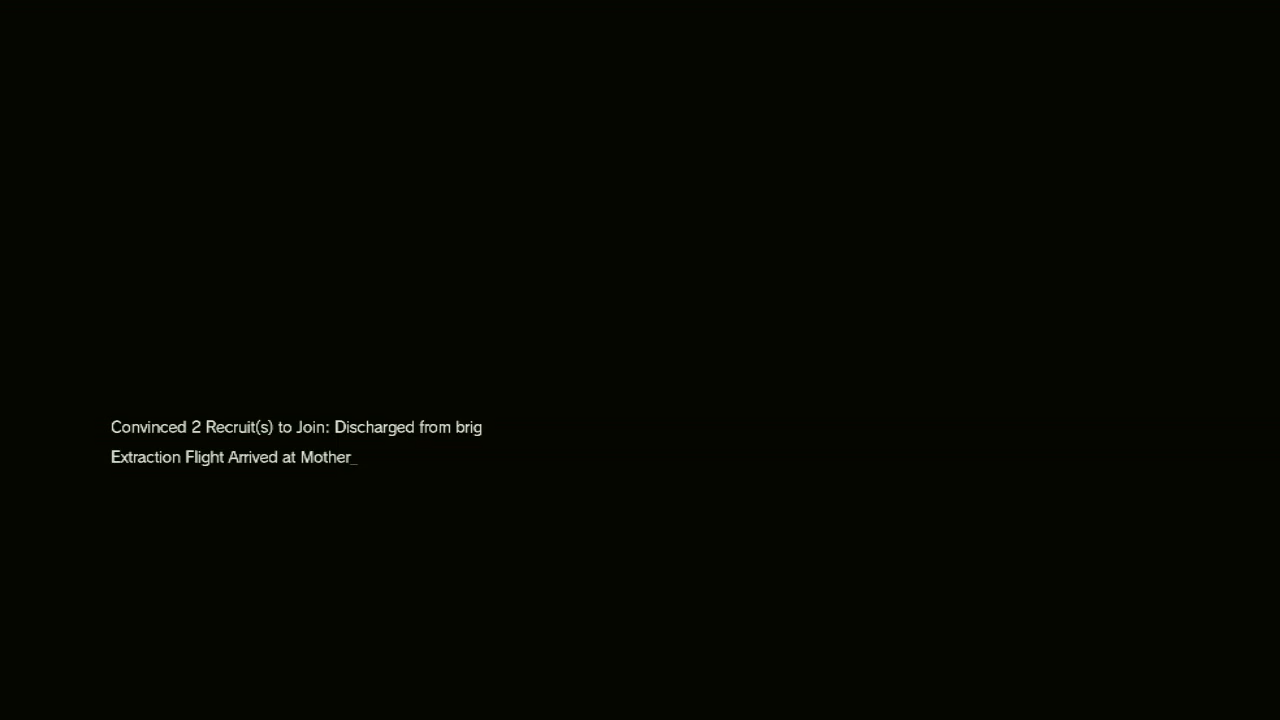 Convinced 2 Recruit(s) to Join: Discharged from brig
Extraction Flight Arrived at Mother_